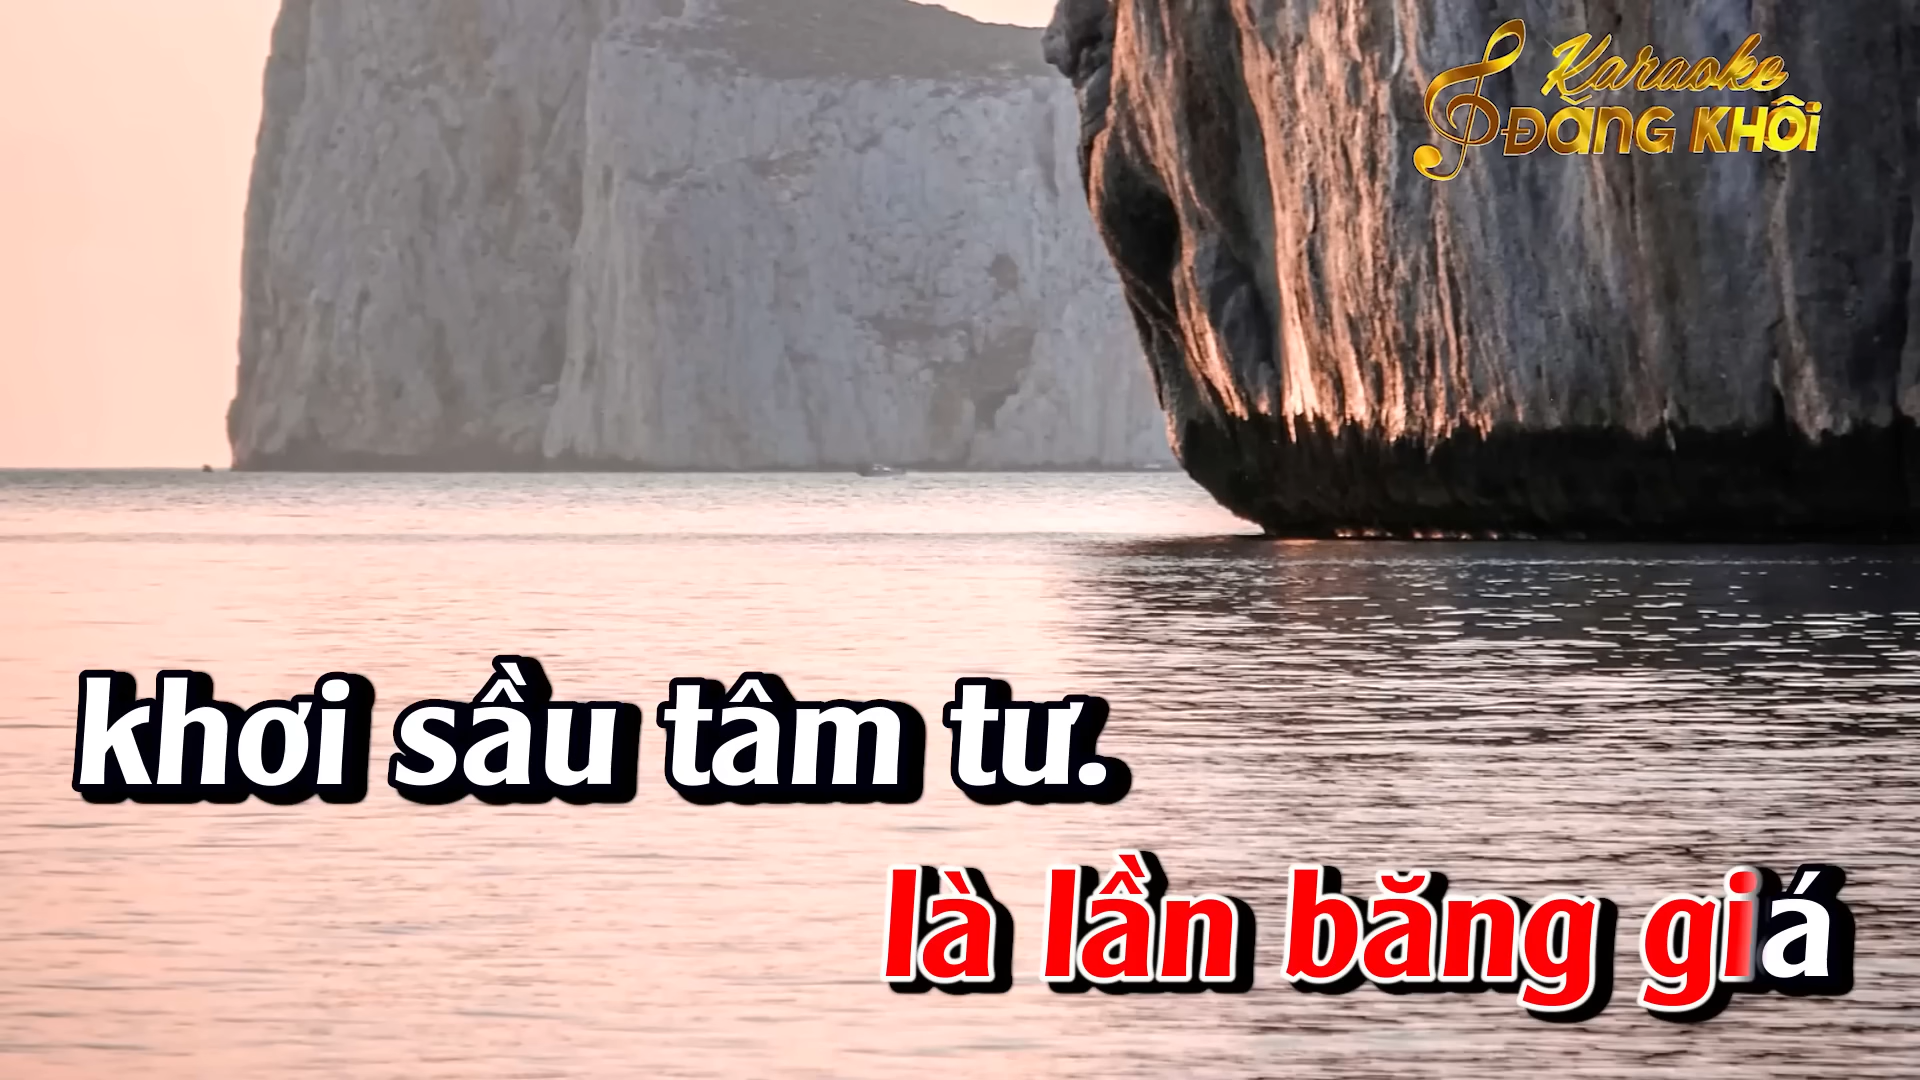 Karaoke
ĐĂNG KHÔI
khơi sầu tâm tư.
là lần băng giá